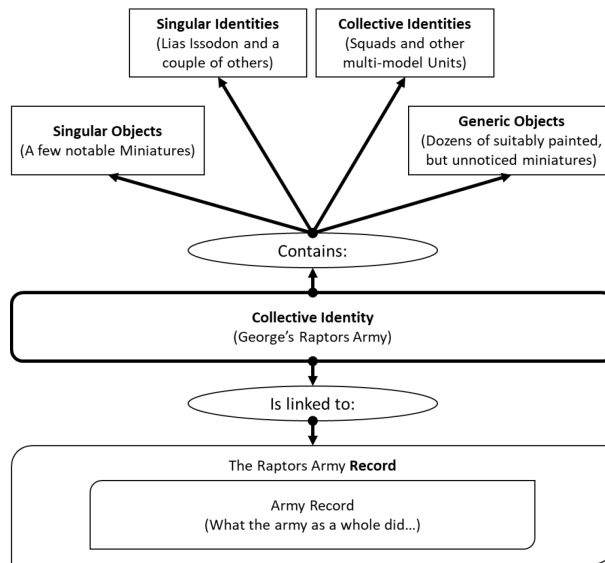 Singular Identities
(Lias Issodon and a
couple of others)
Collective Identities
(Squads and other
multi-model Units)
Singular Objects
(A few notable Miniatures)
Generic Objects
(Dozens of suitably painted,
but unnoticed miniatures)
Contains:
Collective Identity
(George's Raptors Army)
Is linked to:
The Raptors Army Record
Army Record
(What the army as a whole did...)